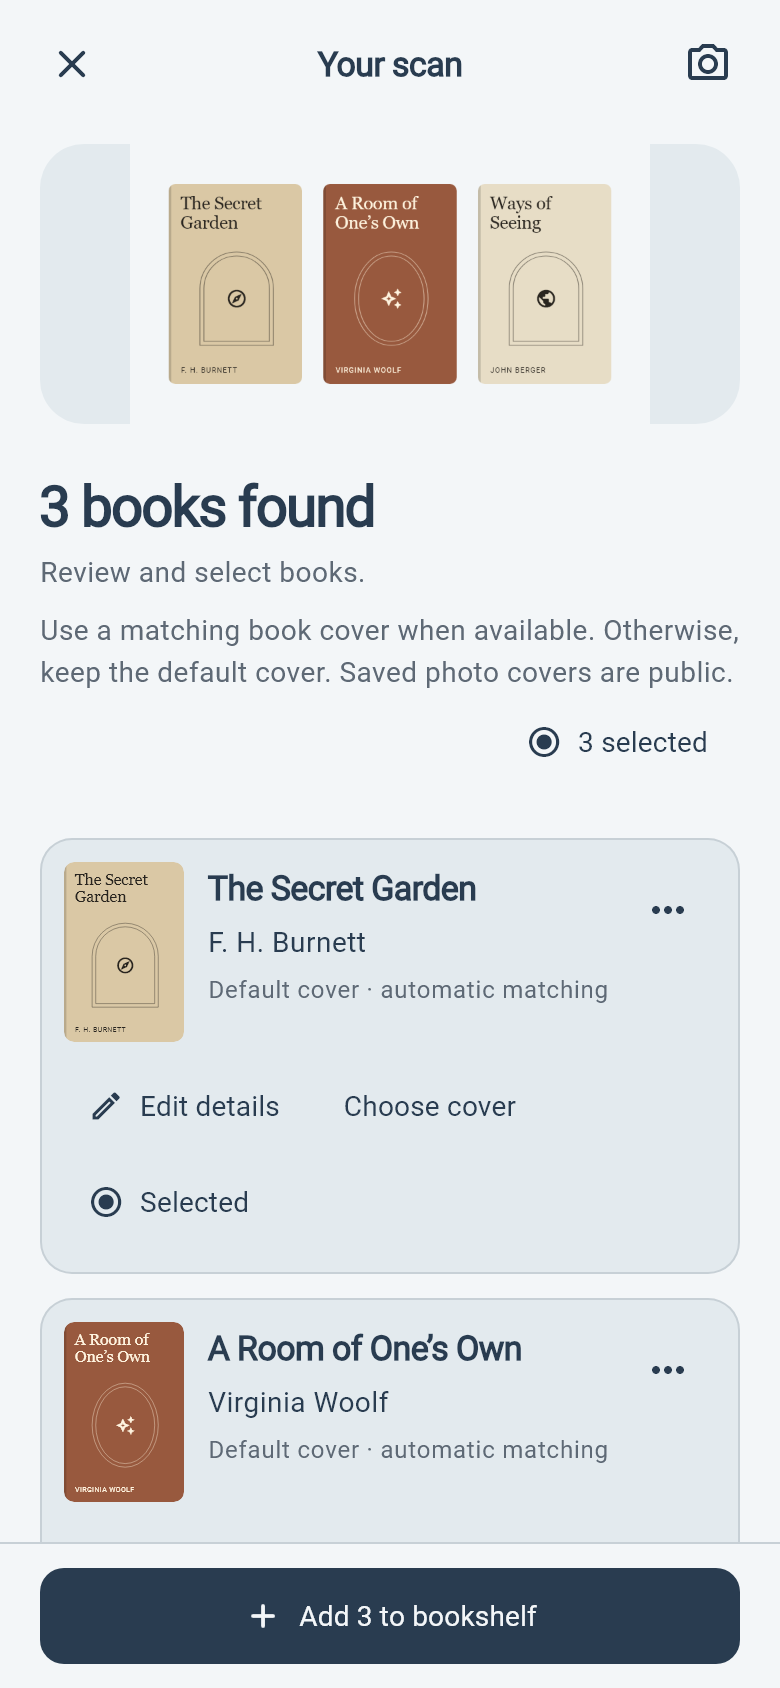 Your scan
The Secret
Garden
F. H. BURNETT
A Room of
One’s Own
VIRGINIA WOOLF
Ways of
Seeing
JOHN BERGER
3 books found
Review and select books.
Use a matching book cover when available. Otherwise,
keep the default cover. Saved photo covers are public.
3 selected
The Secret
Garden
F. H. BURNETT
The Secret Garden
F. H. Burnett
Default cover · automatic matching
Edit details
Choose cover
Selected
A Room of
One’s Own
VIRGINIA WOOLF
A Room of One’s Own
Virginia Woolf
Default cover · automatic matching
Add 3 to bookshelf